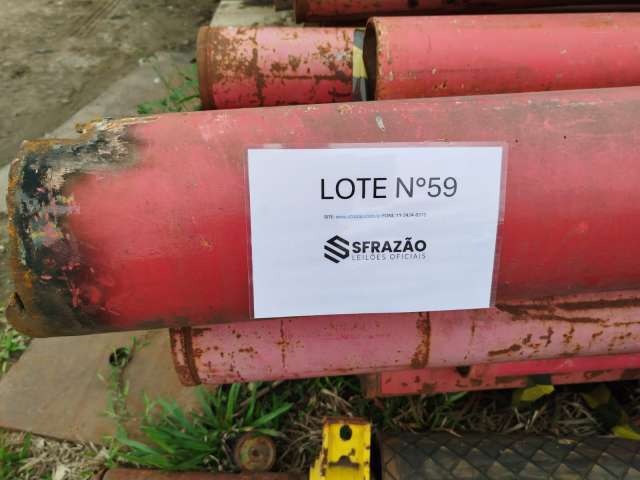 LOTE Nº59
SFRAZÃO
LEILÕES OFICIAIS